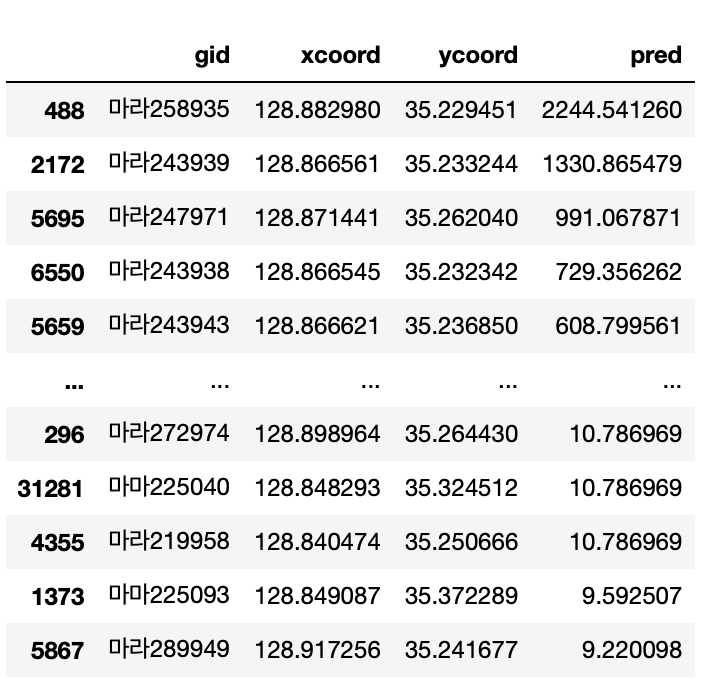 gid xcoord ycoord pred
488 마라258935 128.882980 35.229451 2244.541260
2172 마라243939 128.866561 35.233244 1330.865479
5695 마라247971 128.871441 35.262040 991.067871
6550 마라243938 128.866545 35.232342 729.356262
5659 마라243943 128.866621 35.236850 608.799561
... ... ... ... ...
296 마라272974 128.898964 35.264430 10.786969
31281 마마225040 128.848293 35.324512 10.786969
4355 마라219958 128.840474 35.250666 10.786969
1373 마마225093 128.849087 35.372289 9.592507
5867 마라289949 128.917256 35.241677 9.220098